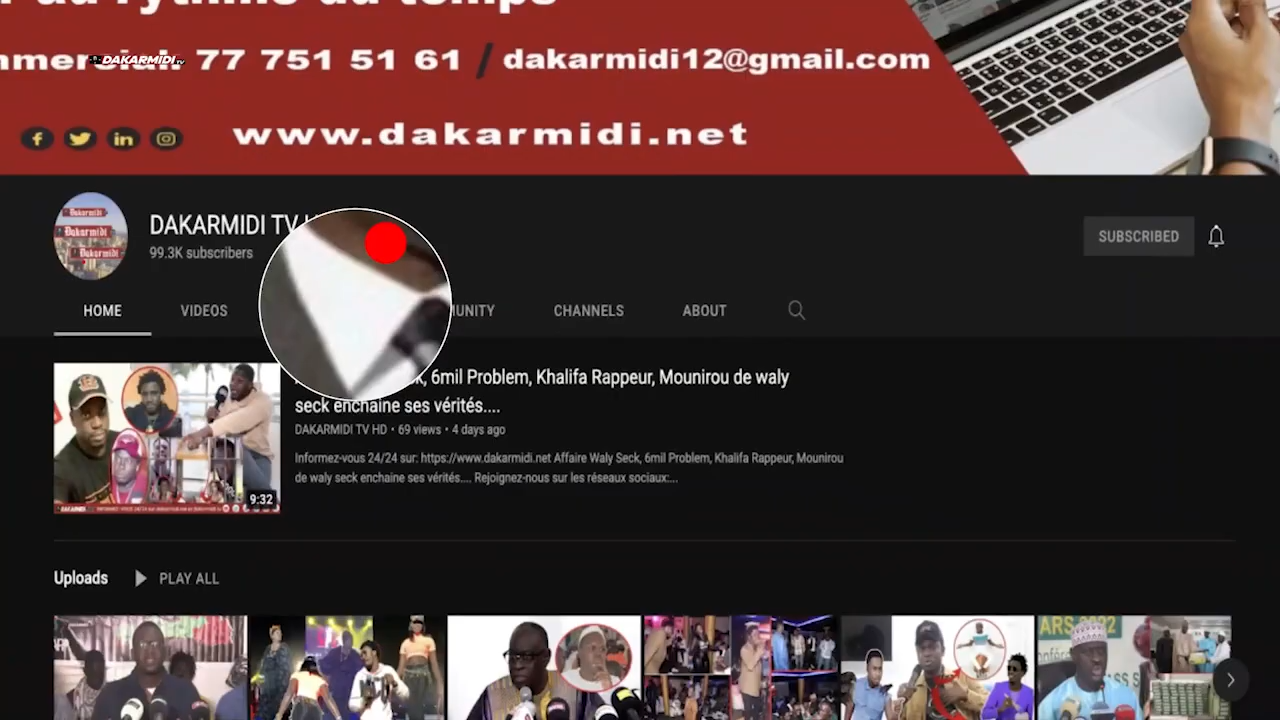 au rythme du temps
77 751 51 61 / dakarmidi12@gmail.com
DAKARMIDI TV
www.dakarmidi.net
Dakarmidi
Dakarmidi
Dakarmidi
DAKARMIDI TV
99.3K subscribers
SUBSCRIBED
HOME
VIDEOS
CHANNELS
ABOUT
6mil Problem, Khalifa Rappeur, Mounirou de waly
seck enchaine ses vérités....
DAKARMIDI TV HD • 69 views • 4 days ago
Informez-vous 24/24 sur: https://www.dakarmidi.net Affaire Waly Seck, 6mil Problem, Khalifa Rappeur, Mounirou
de waly seck enchaine ses vérités.... Rejoignez-nous sur les réseaux sociaux:...
9:32
Uploads
PLAY ALL
ARS 2022